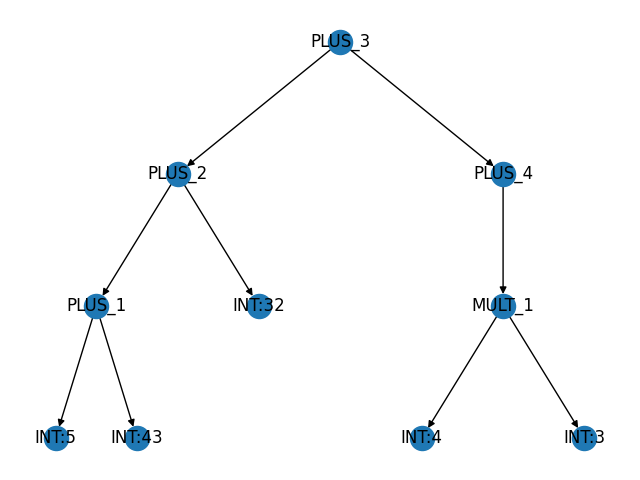 PLUS_3
PLUS_2
PLUS_4
PLUS_1
INT:32
MULT_1
INT:5
INT:43
INT:4
INT:3